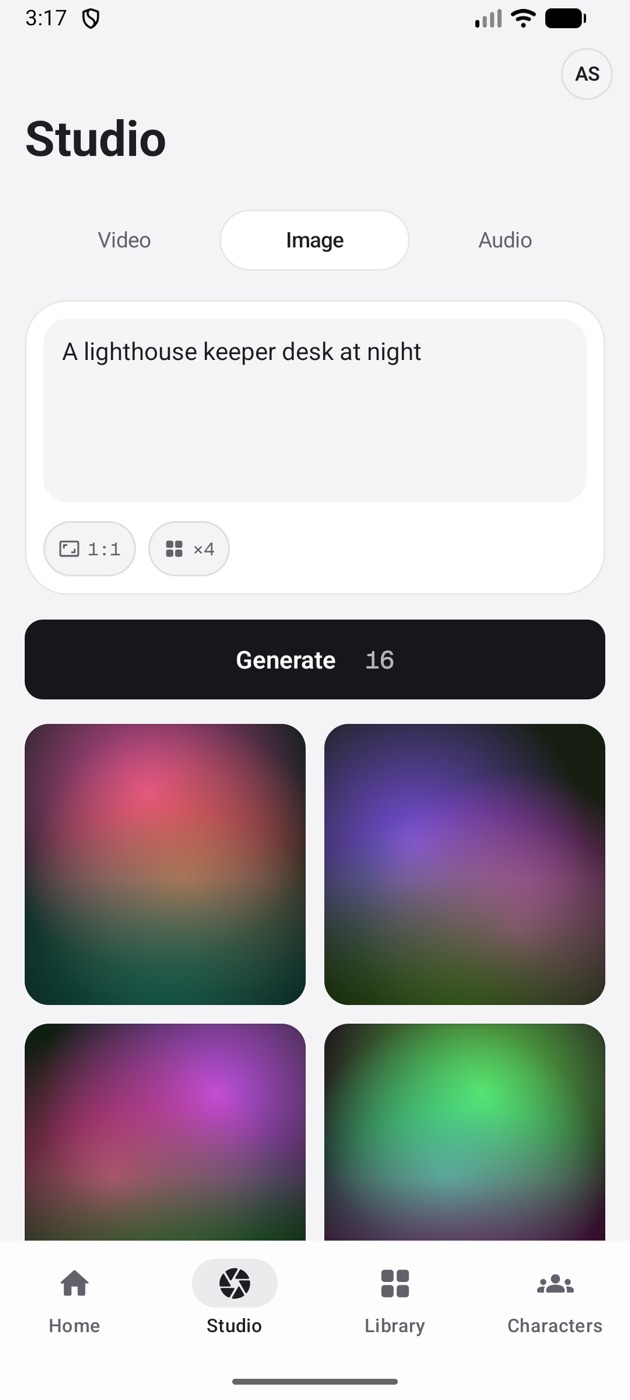 3:17
AS
Studio
Video Image Audio
A lighthouse keeper desk at night
1:1 ×4
Generate 16
Home Studio Library Characters